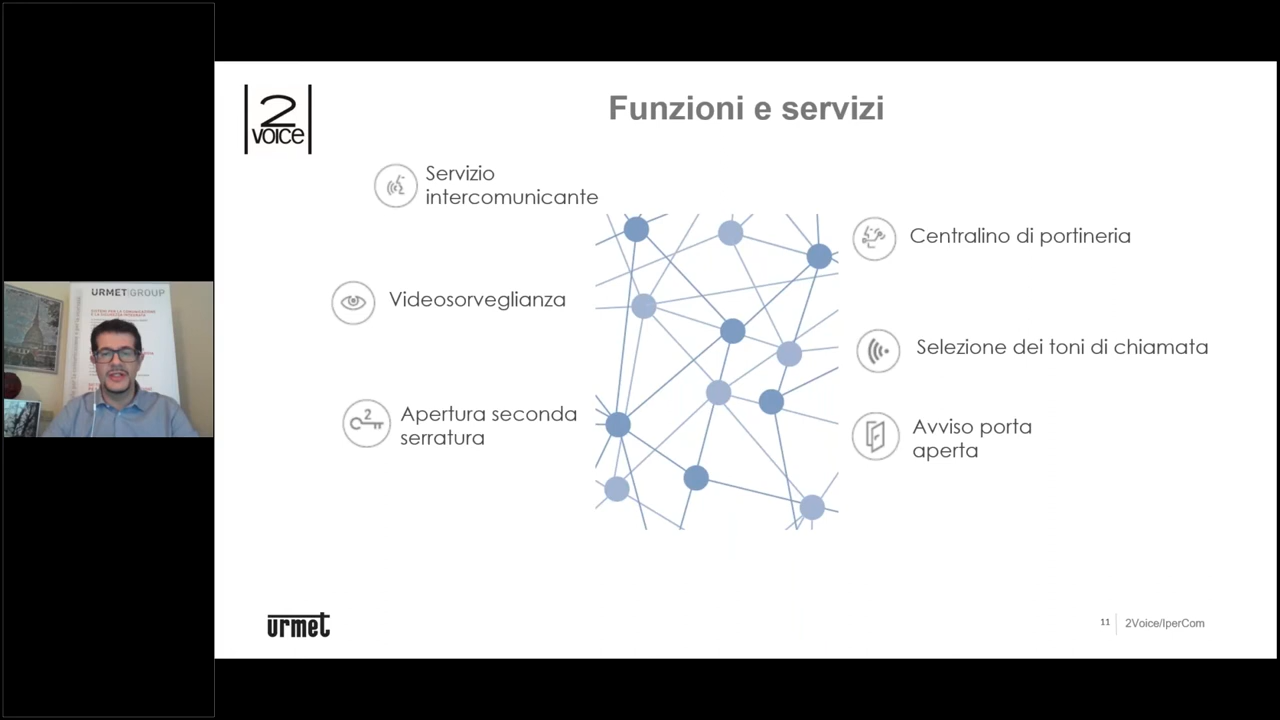 2
VOICE
Funzioni e servizi
Servizio
intercomunicante
Centralino di portineria
Videosorveglianza
Selezione dei toni di chiamata
2
Apertura seconda
serratura
Avviso porta
aperta
urmet
11
2Voice/IperCom
URMET GROUP